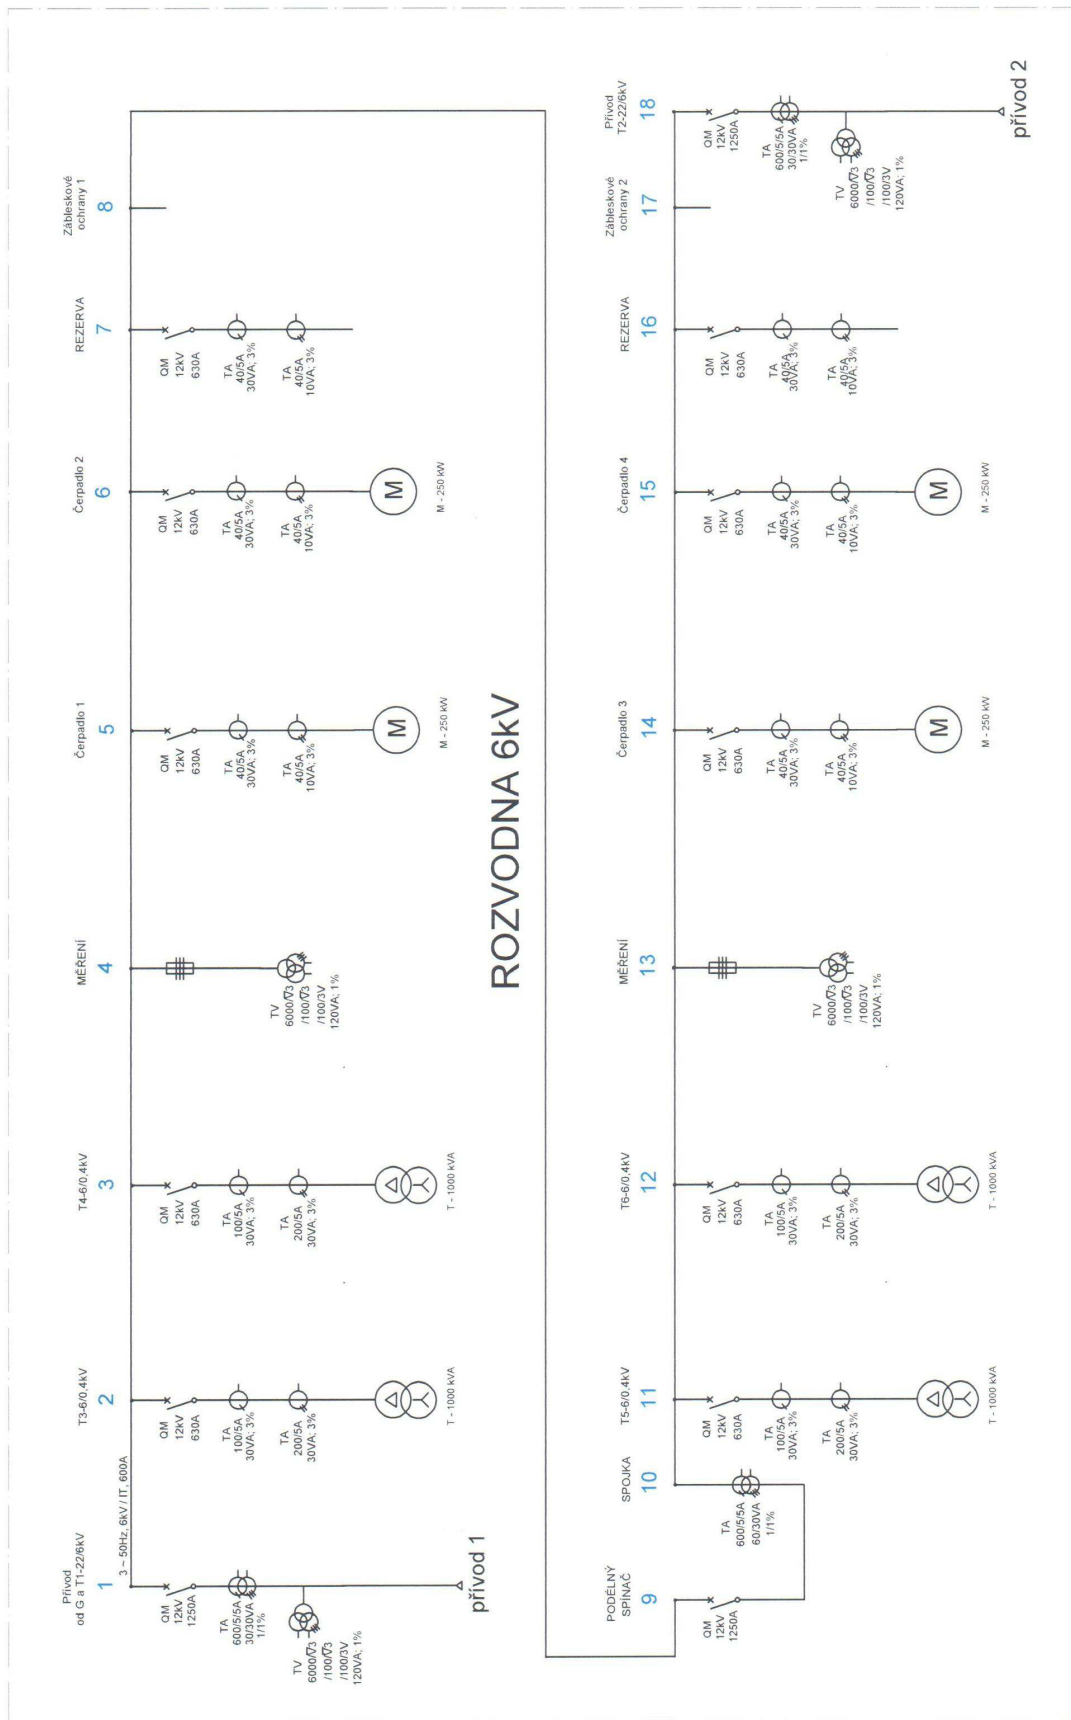 Přívod
od G a T1-22/6kV
1
3 ~ 50Hz, 6kV / IT, 600A
QM
12kV
1250A
TA
600/5/5A
30/30VA
1/1%
TV
6000/√3
/100/√3
/100/3V
120VA; 1%
přívod 1
T3-6/0,4kV
2
QM
12kV
630A
TA
100/5A
30VA; 3%
TA
200/5A
30VA; 3%
T - 1000 kVA
T4-6/0,4kV
3
QM
12kV
630A
TA
100/5A
30VA; 3%
TA
200/5A
30VA; 3%
T - 1000 kVA
MĚŘENÍ
4
TV
6000/√3
/100/√3
/100/3V
120VA; 1%
Čerpadlo 1
5
QM
12kV
630A
TA
40/5A
30VA; 3%
TA
40/5A
10VA; 3%
M
M - 250 kW
Čerpadlo 2
6
QM
12kV
630A
TA
40/5A
30VA; 3%
TA
40/5A
10VA; 3%
M
M - 250 kW
REZERVA
7
QM
12kV
630A
TA
40/5A
30VA; 3%
TA
40/5A
10VA; 3%
Zábleskové
ochrany 1
8
ROZVODNA 6kV
PODÉLNÝ
SPÍNAČ
9
QM
12kV
1250A
SPOJKA
10
TA
600/5/5A
60/30VA
1/1%
T5-6/0,4kV
11
QM
12kV
630A
TA
100/5A
30VA; 3%
TA
200/5A
30VA; 3%
T - 1000 kVA
T6-6/0,4kV
12
QM
12kV
630A
TA
100/5A
30VA; 3%
TA
200/5A
30VA; 3%
T - 1000 kVA
MĚŘENÍ
13
TV
6000/√3
/100/√3
/100/3V
120VA; 1%
Čerpadlo 3
14
QM
12kV
630A
TA
40/5A
30VA; 3%
TA
40/5A
10VA; 3%
M
M - 250 kW
Čerpadlo 4
15
QM
12kV
630A
TA
40/5A
30VA; 3%
TA
40/5A
10VA; 3%
M
M - 250 kW
REZERVA
16
QM
12kV
630A
TA
40/5A
30VA; 3%
TA
40/5A
10VA; 3%
Zábleskové
ochrany 2
17
Přívod
T2-22/6kV
18
QM
12kV
1250A
TA
600/5/5A
30/30VA
1/1%
TV
6000/√3
/100/√3
/100/3V
120VA; 1%
přívod 2